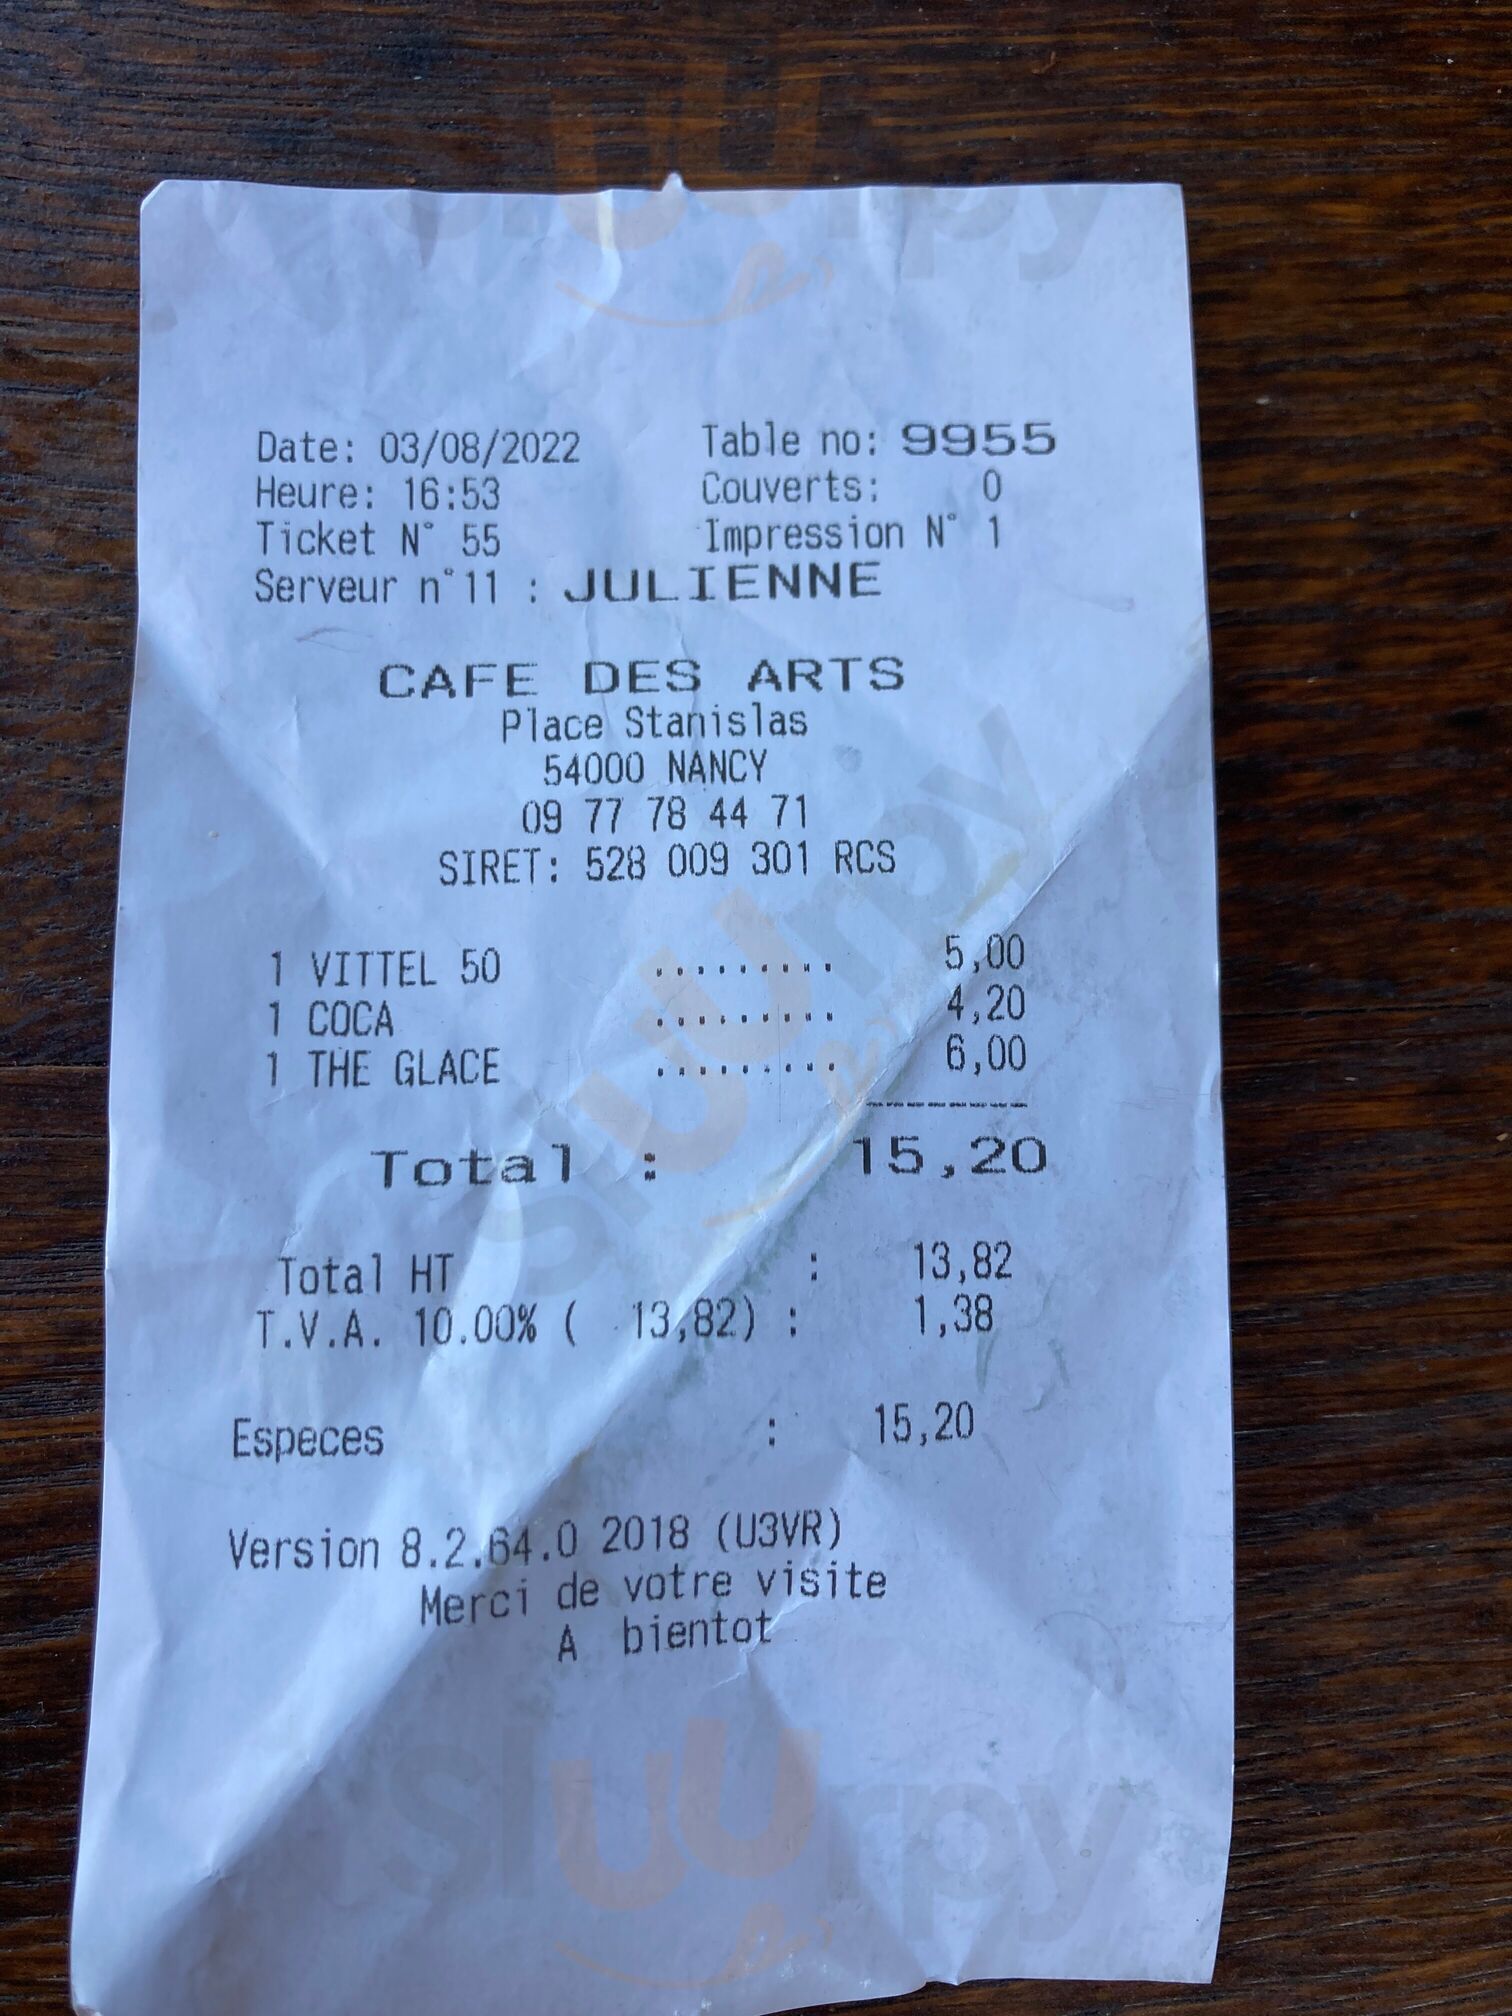 Date: 03/08/2022 Table no: 9955
Heure: 16:53 Couverts: 0
Ticket N° 55 Impression N° 1
Serveur n°11 : JULIENNE
CAFE DES ARTS
Place Stanislas
54000 NANCY
09 77 78 44 71
SIRET: 528 009 301 RCS
1 VITTEL 50 ......... 5,00
1 COCA ......... 4,20
1 THE GLACE ......... 6,00
----------
Total : 15,20
Total HT : 13,82
T.V.A. 10.00% ( 13,82) : 1,38
Especes : 15,20
Version 8.2.64.0 2018 (U3VR)
Merci de votre visite
A bientot
sluurpy
sluurpy
sluurpy